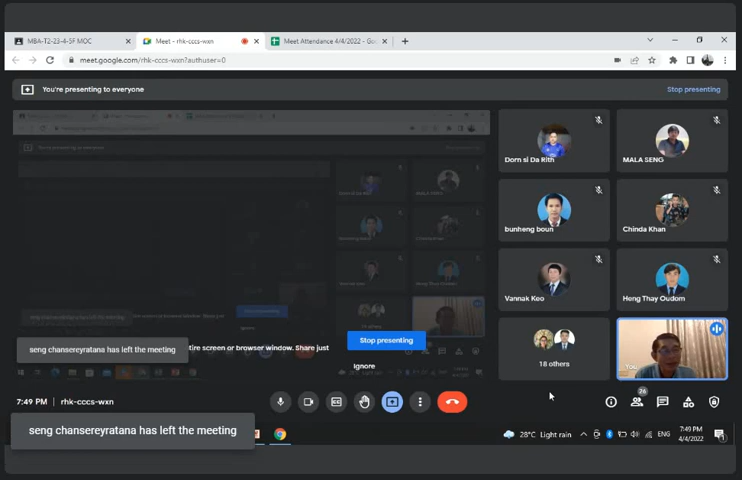 MBA-T2-23-4-5F MOC
Meet - rhk-cccs-wxn
Meet Attendance 4/4/2022 - Goo
meet.google.com/rhk-cccs-wxn?authuser=0
You're presenting to everyone
Stop presenting
Dorn si Da Rith
MALA SENG
bunheng boun
Chinda Khan
Vannak Keo
Heng Thay Oudom
18 others
You
seng chansereyratana has left the meeting
tire screen or browser window. Share just
Stop presenting
Ignore
7:49 PM
rhk-cccs-wxn
26
seng chansereyratana has left the meeting
28°C Light rain
ENG
7:49 PM
4/4/2022